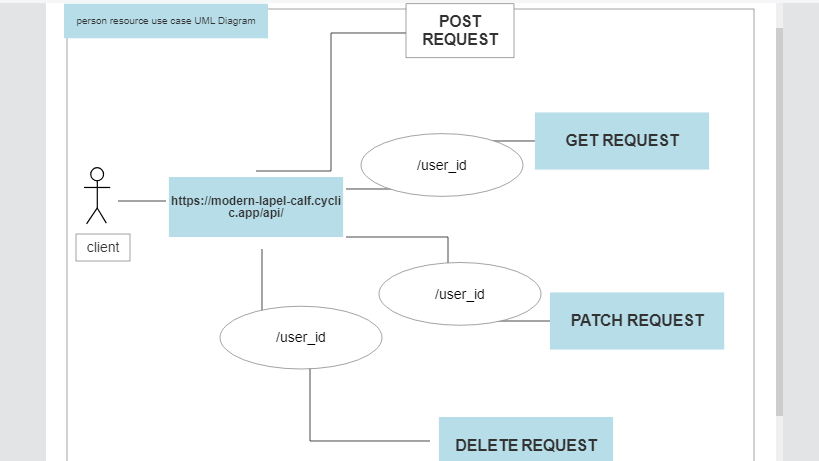 person resource use case UML Diagram
POST
REQUEST
GET REQUEST
/user_id
https://modern-lapel-calf.cycli
c.app/api/
client
/user_id
PATCH REQUEST
/user_id
DELETE REQUEST